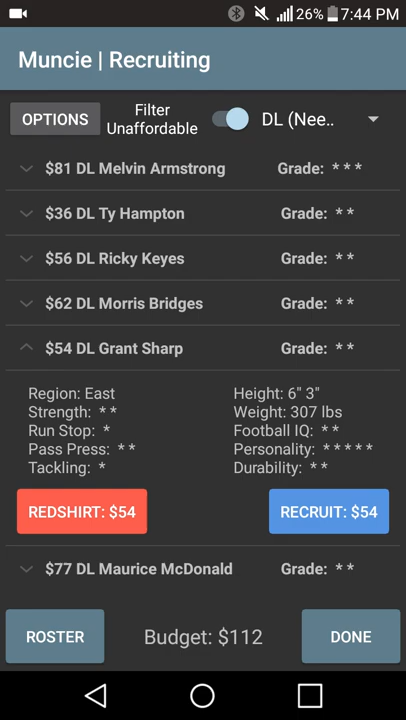 26% 7:44 PM
Muncie | Recruiting
OPTIONS
Filter
Unaffordable
DL (Nee..
$81 DL Melvin Armstrong Grade: * * *
$36 DL Ty Hampton Grade: * *
$56 DL Ricky Keyes Grade: * *
$62 DL Morris Bridges Grade: * *
$54 DL Grant Sharp Grade: * *
Region: East Height: 6" 3"
Strength: * * Weight: 307 lbs
Run Stop: * Football IQ: * *
Pass Press: * * Personality: * * * * *
Tackling: * Durability: * *
REDSHIRT: $54 RECRUIT: $54
$77 DL Maurice McDonald Grade: * *
ROSTER Budget: $112 DONE